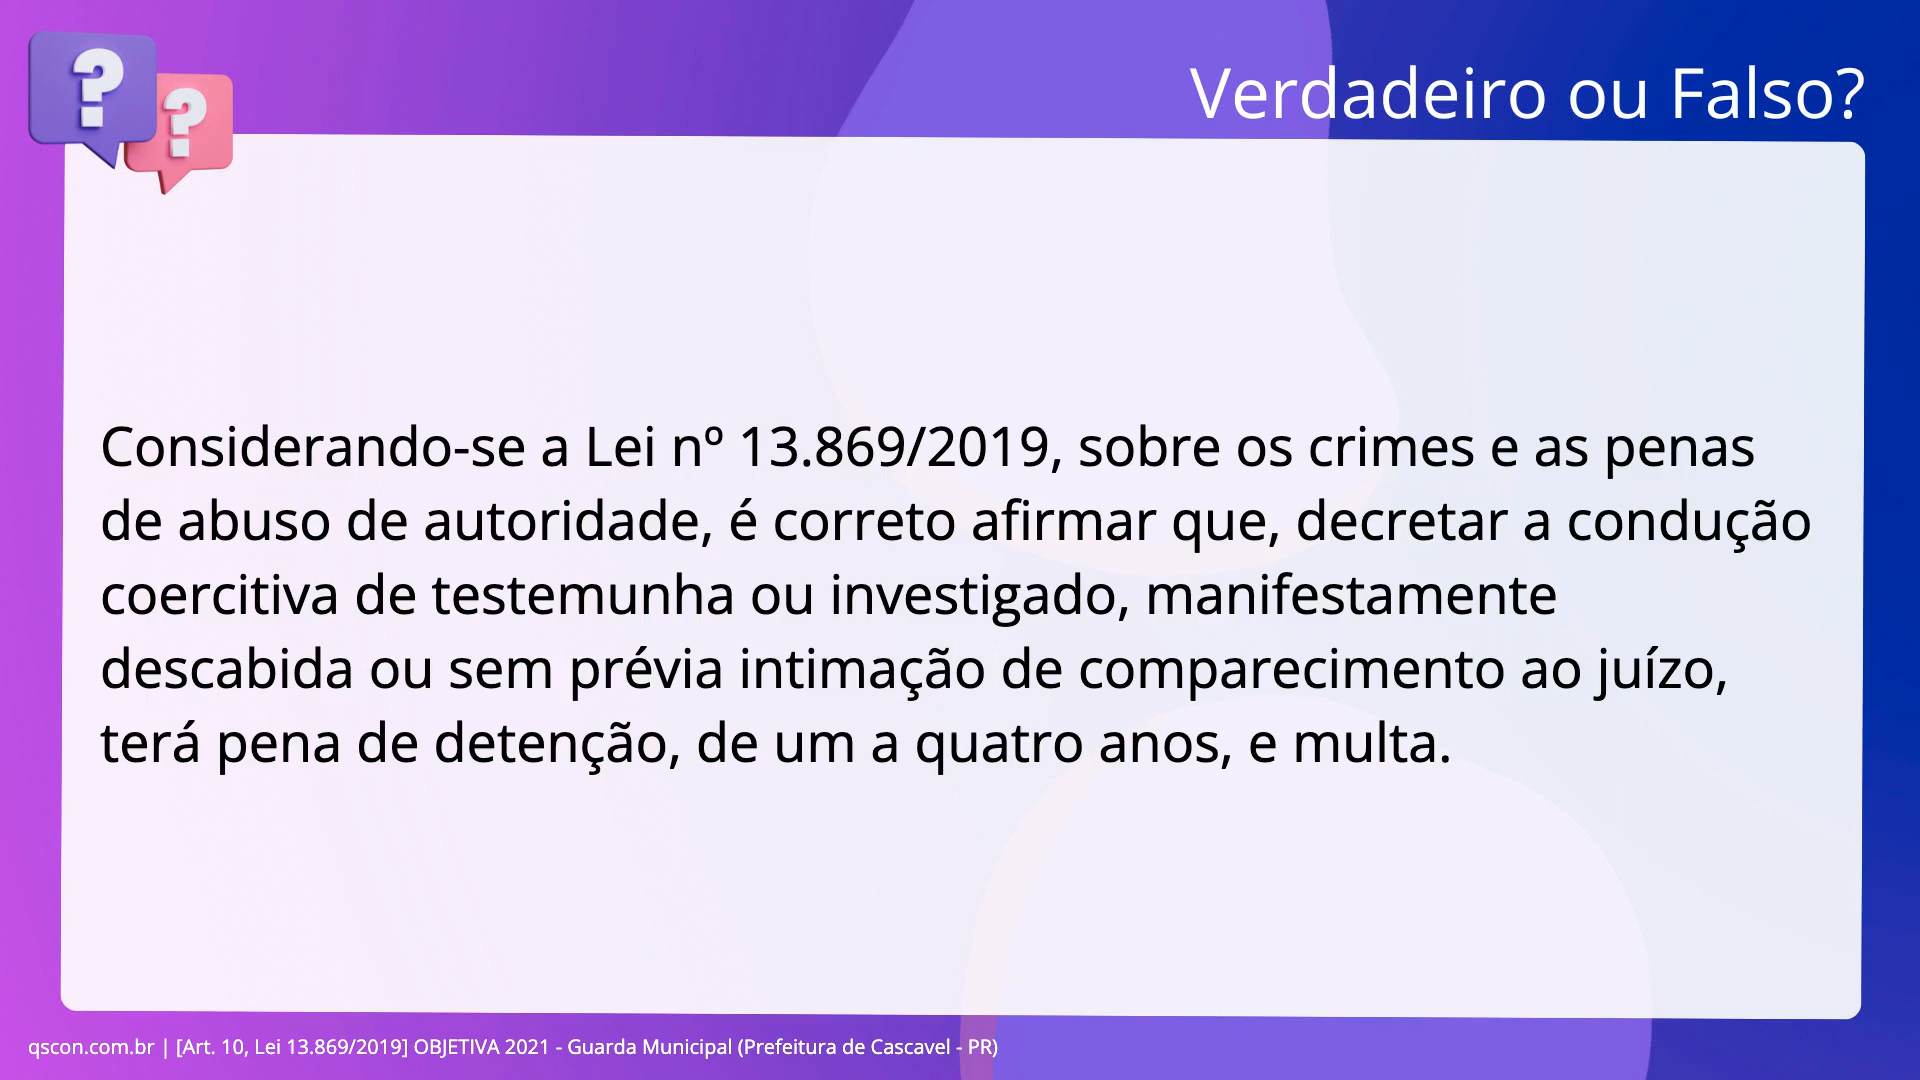 Verdadeiro ou Falso?
Considerando-se a Lei nº 13.869/2019, sobre os crimes e as penas
de abuso de autoridade, é correto afirmar que, decretar a condução
coercitiva de testemunha ou investigado, manifestamente
descabida ou sem prévia intimação de comparecimento ao juízo,
terá pena de detenção, de um a quatro anos, e multa.
qscon.com.br | [Art. 10, Lei 13.869/2019] OBJETIVA 2021 - Guarda Municipal (Prefeitura de Cascavel - PR)